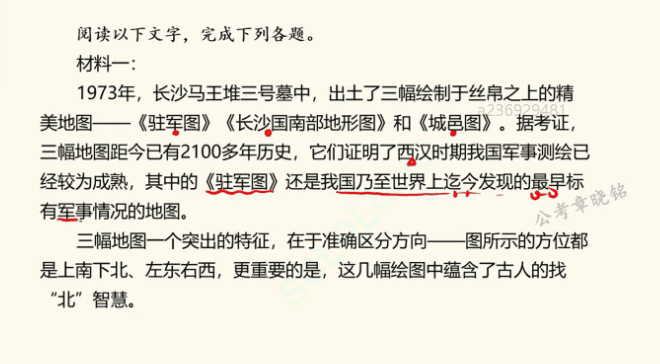 阅读以下文字，完成下列各题。
材料一：
1973年，长沙马王堆三号墓中，出土了三幅绘制于丝帛之上的精
a236929481
美地图——《驻军图》《长沙国南部地形图》和《城邑图》。据考证，
三幅地图距今已有2100多年历史，它们证明了西汉时期我国军事测绘已
经较为成熟，其中的《驻军图》还是我国乃至世界上迄今发现的最早标
有军事情况的地图。
公考章晓铭
三幅地图一个突出的特征，在于准确区分方向——图所示的方位都
是上南下北、左东右西，更重要的是，这几幅绘图中蕴含了古人的找
“北”智慧。